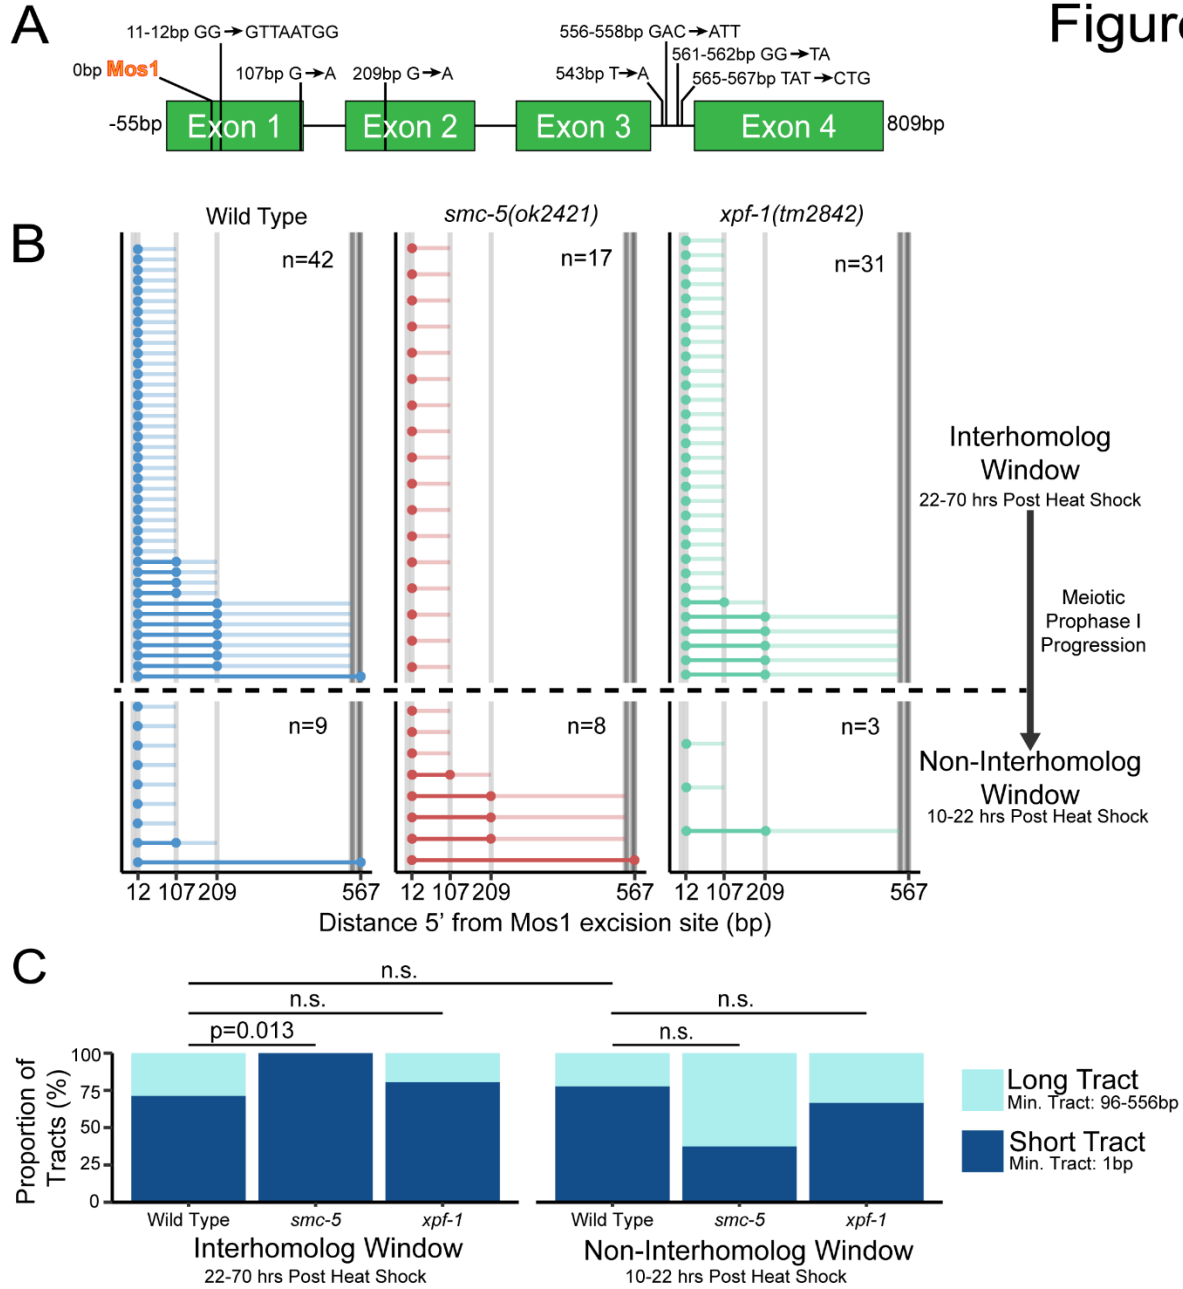 A
Figure
11-12bp GG→GTTAATGG
556-558bp GAC→ATT
561-562bp GG→TA
0bp Mos1
107bp G→A
209bp G→A
543bp T→A
565-567bp TAT→CTG
-55bp
Exon 1
Exon 2
Exon 3
Exon 4
809bp
B
Wild Type
smc-5(ok2421)
xpf-1(tm2842)
n=42
n=17
n=31
Interhomolog
Window
22-70 hrs Post Heat Shock
Meiotic
Prophase I
Progression
n=9
n=8
n=3
Non-Interhomolog
Window
10-22 hrs Post Heat Shock
12 107 209 567
12 107 209 567
12 107 209 567
Distance 5’ from Mos1 excision site (bp)
C
n.s.
n.s.
p=0.013
n.s.
n.s.
Proportion of
Tracts (%)
100
75
50
25
0
Long Tract
Min. Tract: 96-556bp
Short Tract
Min. Tract: 1bp
Wild Type
smc-5
xpf-1
Wild Type
smc-5
xpf-1
Interhomolog Window
22-70 hrs Post Heat Shock
Non-Interhomolog Window
10-22 hrs Post Heat Shock